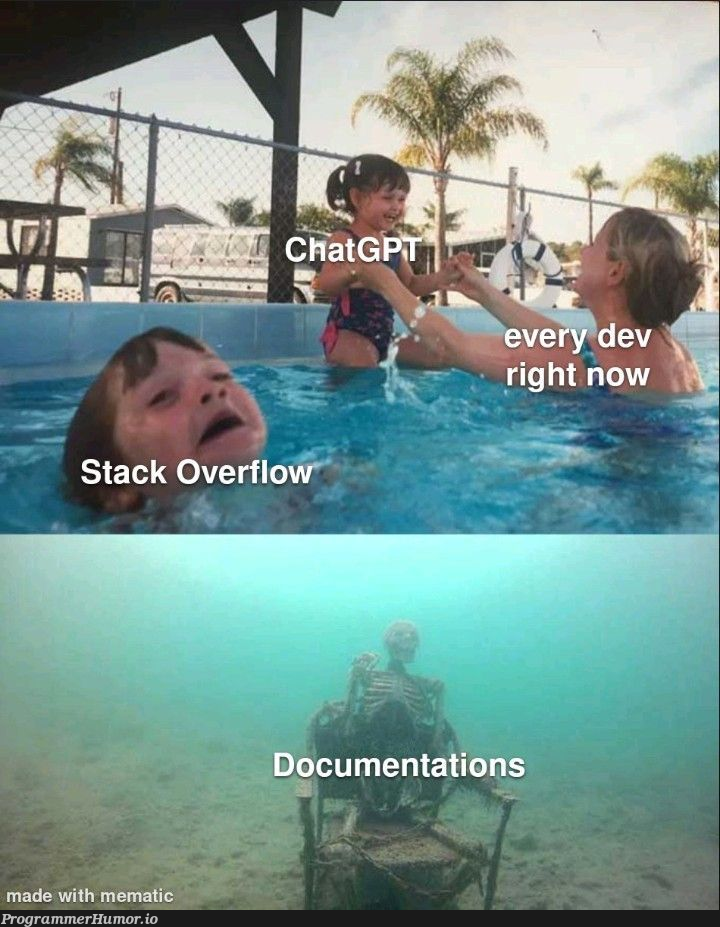 ChatGPT
every dev
right now
Stack Overflow
Documentations
made with mematic
ProgrammerHumor.io